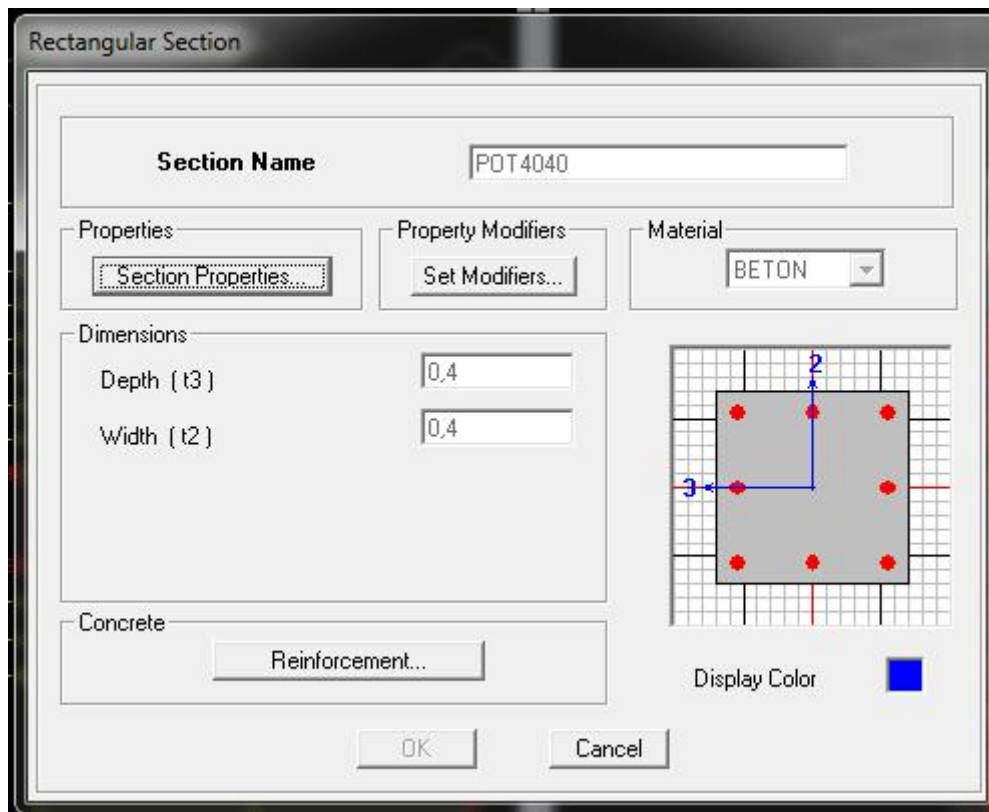 Rectangular Section
Section Name
POT4040
Properties
Section Properties...
Property Modifiers
Set Modifiers...
Material
BETON
Dimensions
Depth ( t3 )
0,4
Width ( t2 )
0,4
2
3
Concrete
Reinforcement...
Display Color
OK
Cancel